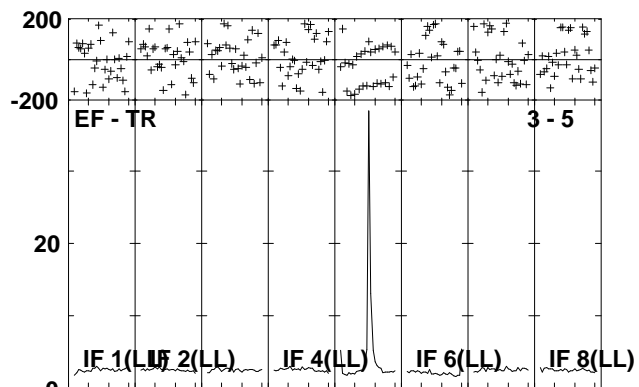 200
-200
EF - TR 3 - 5
20
IF 1(LL) IF 2(LL) IF 4(LL) IF 6(LL) IF 8(LL)
0